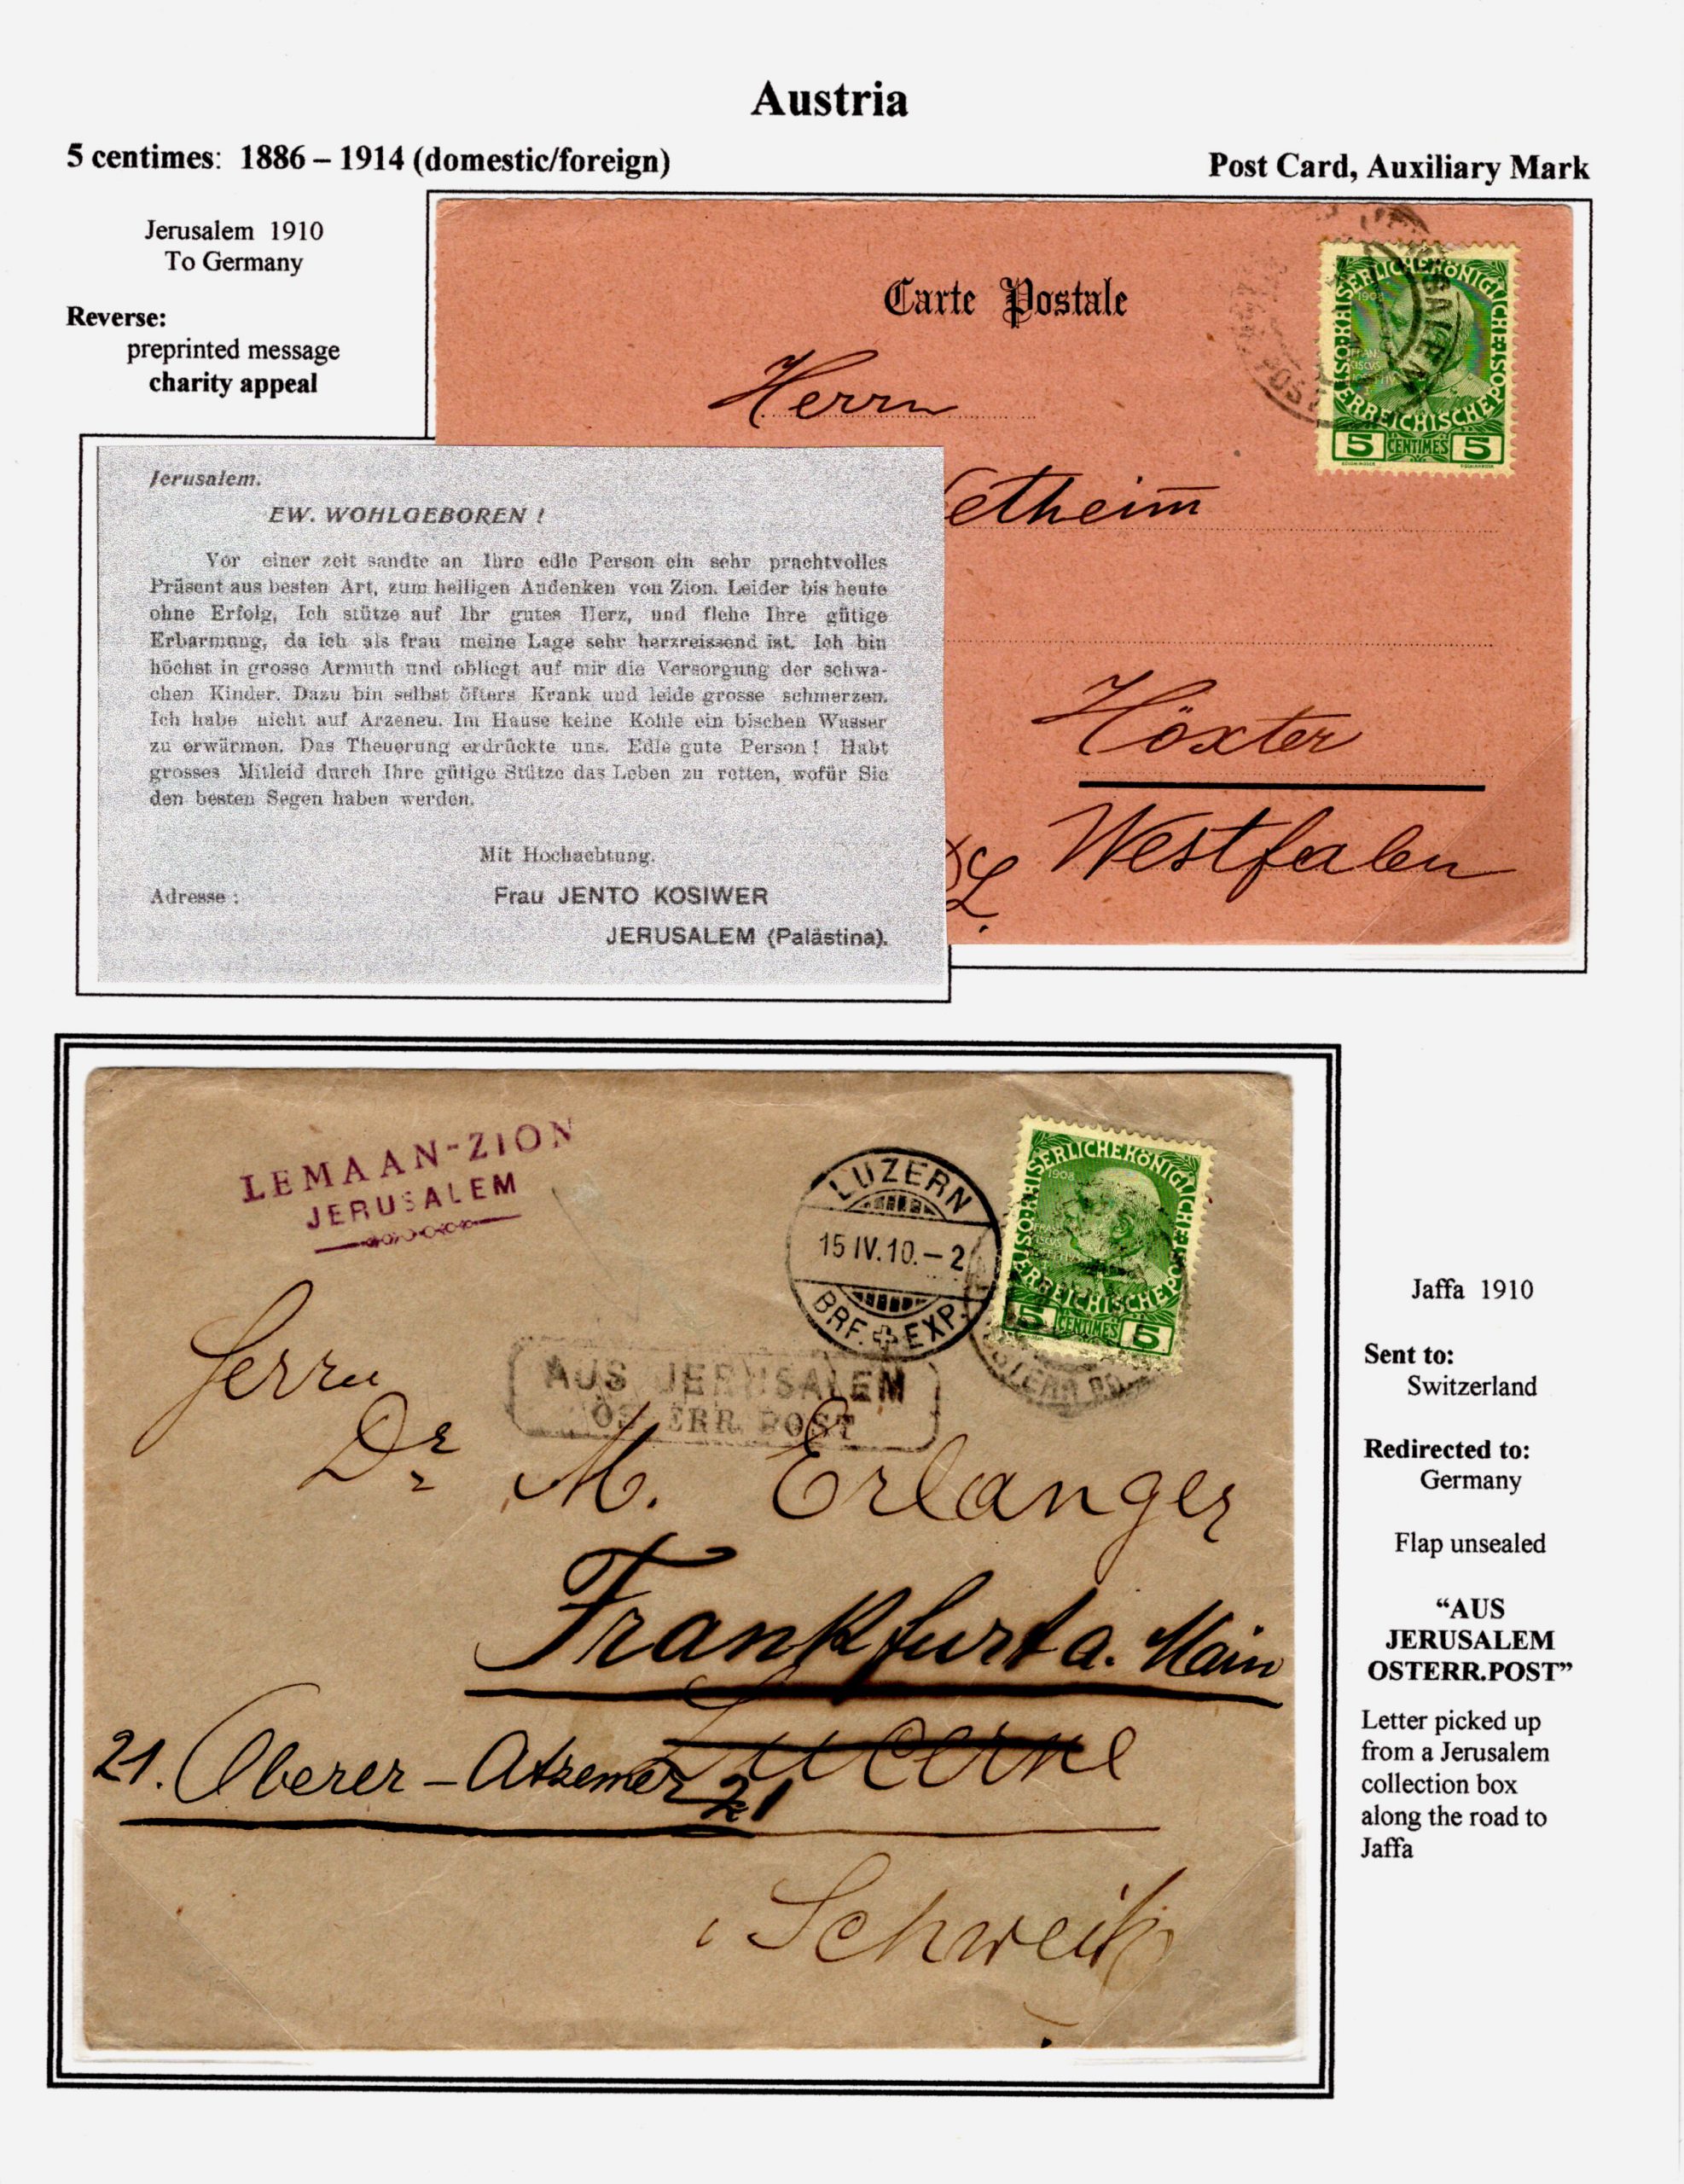 Austria
5 centimes: 1886 – 1914 (domestic/foreign)
Post Card, Auxiliary Mark
Jerusalem 1910
To Germany
Reverse:
preprinted message
charity appeal
Carte Postale
KAISERLICHEKÖNIGLICHE
ÖSTERREICHISCHE POST
1908
5 CENTIMES 5
Herrn
etheim
Höxter
Westfalen
Jerusalem.
EW. WOHLGEBOREN !
Vor einer zeit sandte an Ihre edle Person ein sehr prachtvolles
Präsent aus besten Art, zum heiligen Andenken von Zion. Leider bis heute
ohne Erfolg, Ich stütze auf Ihr gutes Herz, und flehe Ihre gütige
Erbarmung, da ich als frau meine Lage sehr herzreissend ist. Ich bin
höchst in grosse Armuth und obliegt auf mir die Versorgung der schwa-
chen Kinder. Dazu bin selbst öfters Krank und leide grosse schmerzen.
Ich habe nicht auf Arzeneu. Im Hause keine Kohle ein bischen Wasser
zu erwärmen. Das Theuerung erdrückte uns. Edle gute Person ! Habt
grosses Mitleid durch Ihre gütige Stütze das Leben zu retten, wofür Sie
den besten Segen haben werden.
Mit Hochachtung.
Adresse : Frau JENTO KOSIWER
JERUSALEM (Palästina).
LEMAAN-ZION
JERUSALEM
LUZERN
15 IV.10.–2
BRF. EXP.
KAISERLICHEKÖNIGLICHE
1908
5 CENTIMES 5
AUS JERUSALEM
ÖSTERR. POST
Herrn
Dr M. Erlanger
Frankfurt a. Main
Lucerne
21. Oberer - Atzemer 21
Schweitz
Jaffa 1910
Sent to:
Switzerland
Redirected to:
Germany
Flap unsealed
“AUS
JERUSALEM
OSTERR.POST”
Letter picked up
from a Jerusalem
collection box
along the road to
Jaffa